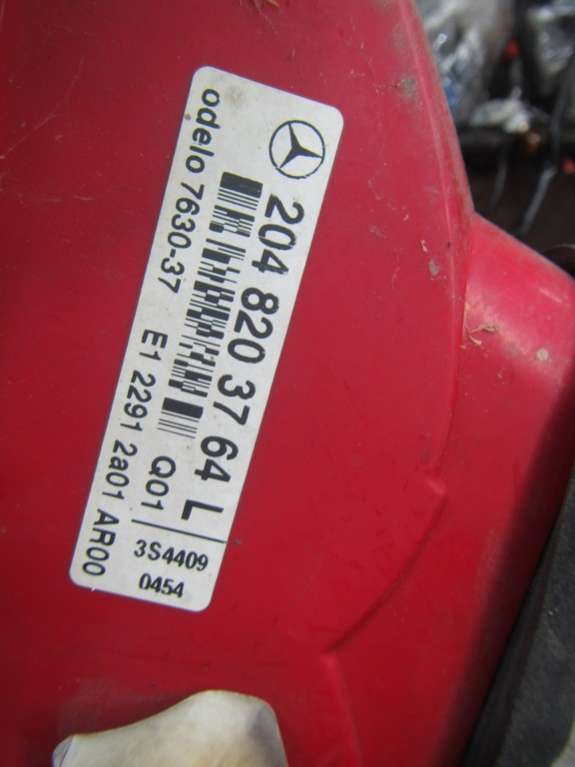 204 820 37 64 L
Q01
odelo 7630-37 E1 2291 2a01 AR00
3S4409
0454